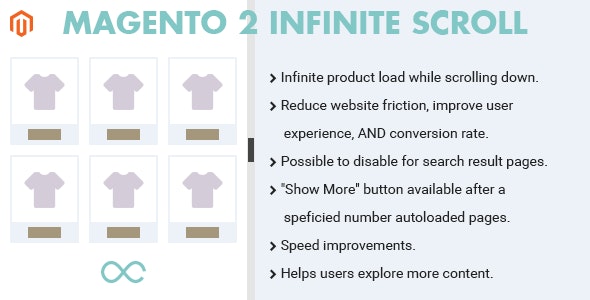 MAGENTO 2 INFINITE SCROLL
Infinite product load while scrolling down.
Reduce website friction, improve user
experience, AND conversion rate.
Possible to disable for search result pages.
"Show More" button available after a
speficied number autoloaded pages.
Speed improvements.
Helps users explore more content.